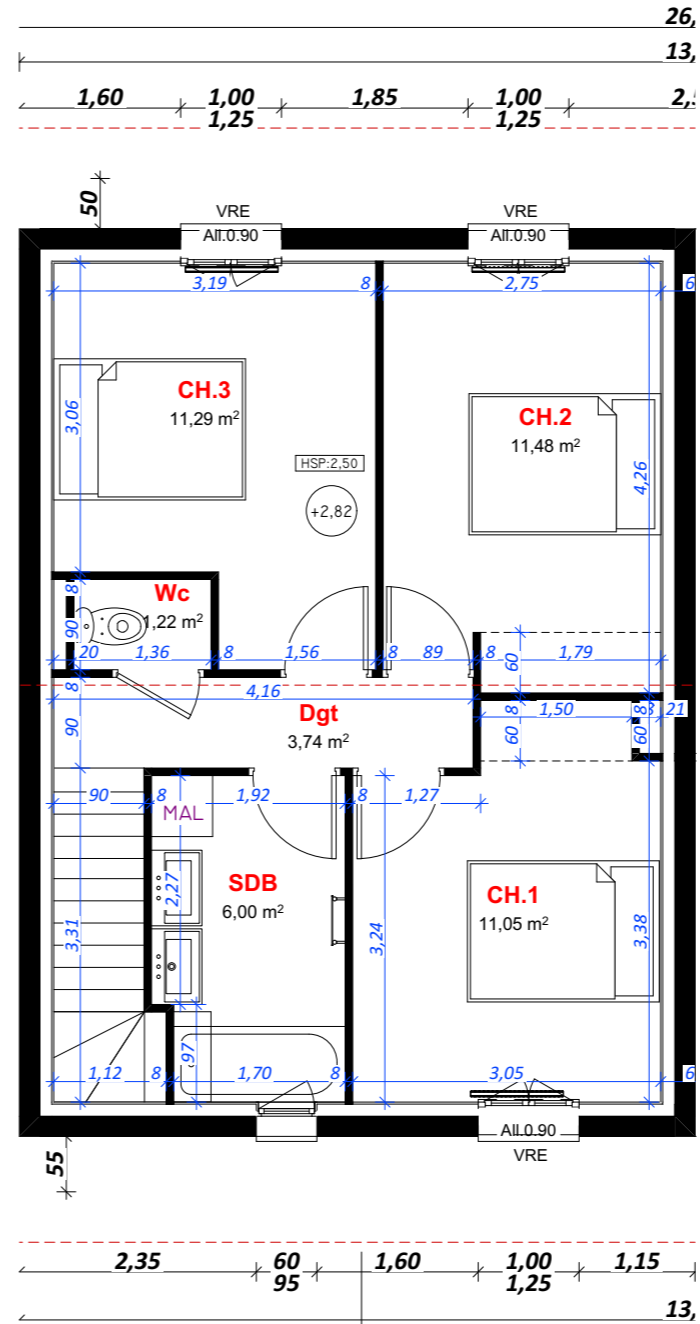 26,
13,
1,60 1,00 1,85 1,00
1,25 1,25
50
VRE VRE
All.0.90 All.0.90
3,19 8 2,75 6
CH.3
11,29 m²
CH.2
11,48 m²
3,06
4,26
HSP:2,50
+2,82
Wc
1,22 m²
8
90
20 1,36 8 1,56 8 89 8 1,79
60
8
4,16
90
Dgt
3,74 m²
8 1,50 8 21
60 60
90 8 1,92 8 1,27
MAL
SDB
6,00 m²
2,27
3,31
3,24
CH.1
11,05 m²
3,38
97
1,12 8 1,70 8 3,05 6
All.0.90
VRE
55
2,35 60 1,60 1,00 1,15
95 1,25
13,